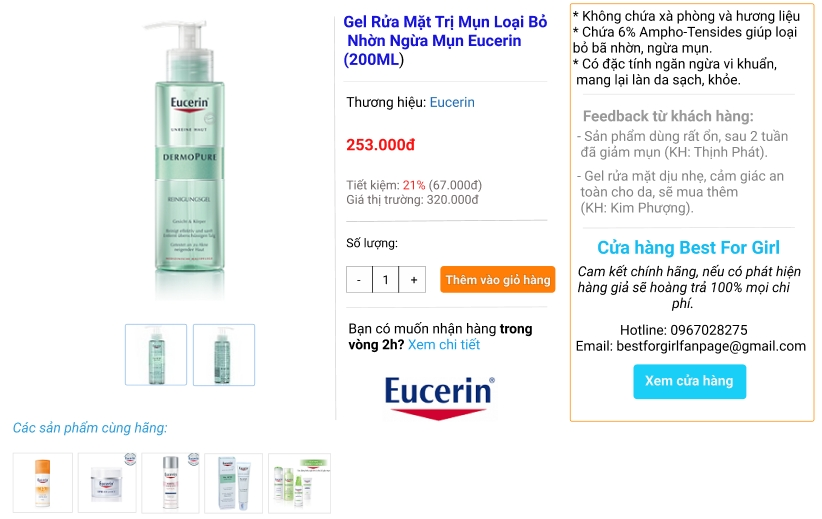 Eucerin
UNREINE HAUT
DERMOPURE
REINIGUNGSGEL
Gesicht & Körper
Gel Rửa Mặt Trị Mụn Loại Bỏ
Nhờn Ngừa Mụn Eucerin
(200ML)
Thương hiệu: Eucerin
253.000đ
Tiết kiệm: 21% (67.000đ)
Giá thị trường: 320.000đ
Số lượng:
- 1 +
Thêm vào giỏ hàng
Bạn có muốn nhận hàng trong
vòng 2h? Xem chi tiết
Eucerin
Các sản phẩm cùng hãng:
* Không chứa xà phòng và hương liệu
* Chứa 6% Ampho-Tensides giúp loại
bỏ bã nhờn, ngừa mụn.
* Có đặc tính ngăn ngừa vi khuẩn,
mang lại làn da sạch, khỏe.
Feedback từ khách hàng:
- Sản phẩm dùng rất ổn, sau 2 tuần
đã giảm mụn (KH: Thịnh Phát).
- Gel rửa mặt dịu nhẹ, cảm giác an
toàn cho da, sẽ mua thêm
(KH: Kim Phượng).
Cửa hàng Best For Girl
Cam kết chính hãng, nếu có phát hiện
hàng giả sẽ hoàng trả 100% mọi chi
phí.
Hotline: 0967028275
Email: bestforgirlfanpage@gmail.com
Xem cửa hàng